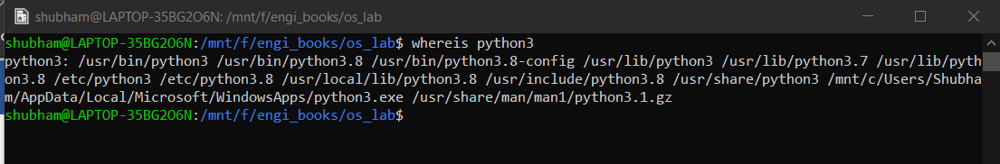 shubham@LAPTOP-35BG2O6N: /mnt/f/engi_books/os_lab
shubham@LAPTOP-35BG2O6N:/mnt/f/engi_books/os_lab$ whereis python3
python3: /usr/bin/python3 /usr/bin/python3.8 /usr/bin/python3.8-config /usr/lib/python3 /usr/lib/python3.7 /usr/lib/pyth
on3.8 /etc/python3 /etc/python3.8 /usr/local/lib/python3.8 /usr/include/python3.8 /usr/share/python3 /mnt/c/Users/Shubha
m/AppData/Local/Microsoft/WindowsApps/python3.exe /usr/share/man/man1/python3.1.gz
shubham@LAPTOP-35BG2O6N:/mnt/f/engi_books/os_lab$